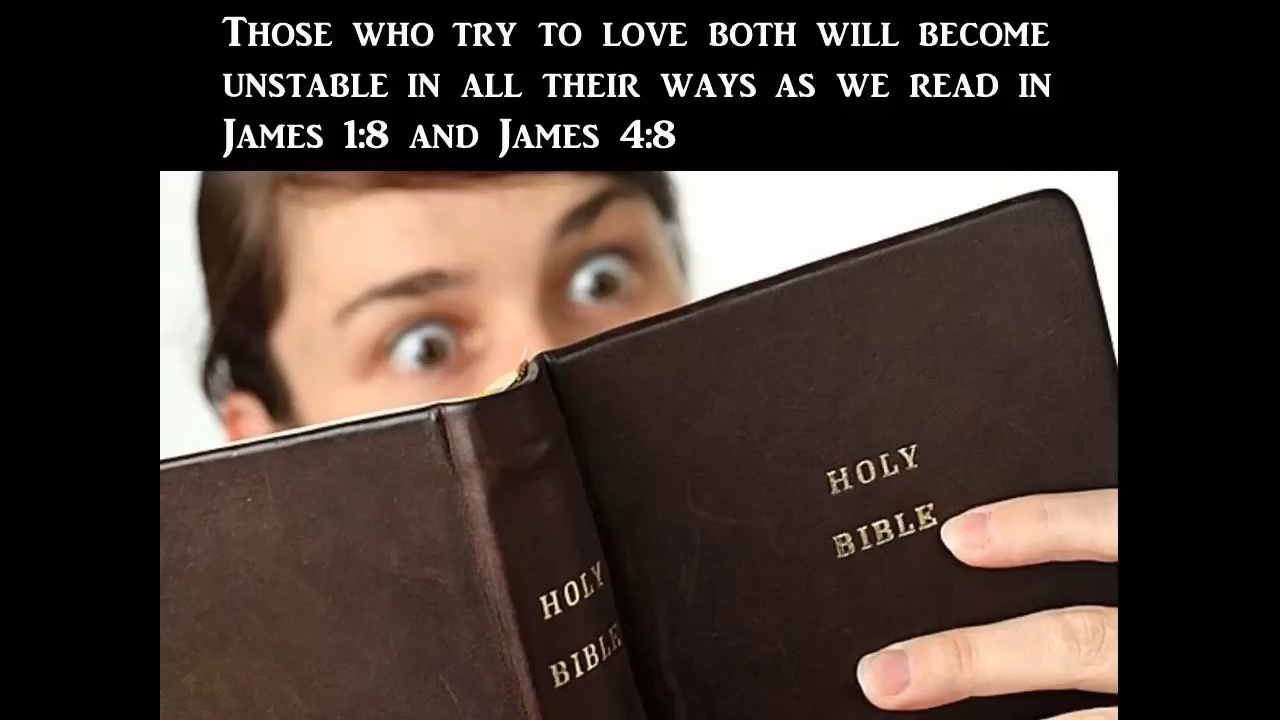 Those who try to love both will become
unstable in all their ways as we read in
James 1:8 and James 4:8
HOLY
BIBLE
HOLY
BIBLE